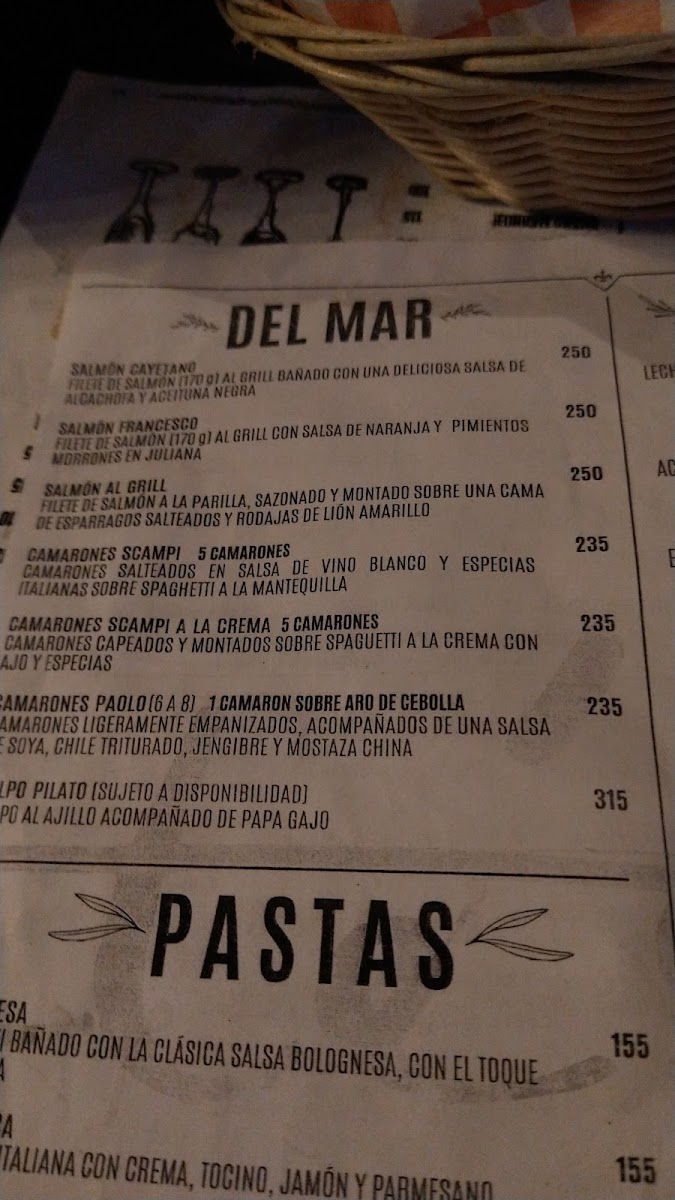 DEL MAR
SALMÓN CAYETANO 250
FILETE DE SALMÓN (170 g) AL GRILL BAÑADO CON UNA DELICIOSA SALSA DE
ALCACHOFA Y ACEITUNA NEGRA
SALMÓN FRANCESCO 250
FILETE DE SALMÓN (170 g) AL GRILL CON SALSA DE NARANJA Y PIMIENTOS
MORRONES EN JULIANA
SALMÓN AL GRILL 250
FILETE DE SALMÓN A LA PARILLA, SAZONADO Y MONTADO SOBRE UNA CAMA
DE ESPARRAGOS SALTEADOS Y RODAJAS DE LIÓN AMARILLO
CAMARONES SCAMPI 5 CAMARONES 235
CAMARONES SALTEADOS EN SALSA DE VINO BLANCO Y ESPECIAS
ITALIANAS SOBRE SPAGHETTI A LA MANTEQUILLA
CAMARONES SCAMPI A LA CREMA 5 CAMARONES 235
CAMARONES CAPEADOS Y MONTADOS SOBRE SPAGUETTI A LA CREMA CON
AJO Y ESPECIAS
CAMARONES PAOLO (6 A 8) 1 CAMARON SOBRE ARO DE CEBOLLA 235
AMARONES LIGERAMENTE EMPANIZADOS, ACOMPAÑADOS DE UNA SALSA
E SOYA, CHILE TRITURADO, JENGIBRE Y MOSTAZA CHINA
LPO PILATO (SUJETO A DISPONIBILIDAD) 315
PO AL AJILLO ACOMPAÑADO DE PAPA GAJO
PASTAS
ESA 155
I BAÑADO CON LA CLÁSICA SALSA BOLOGNESA, CON EL TOQUE
A
A 155
ITALIANA CON CREMA, TOCINO, JAMÓN Y PARMESANO
LECH
AC